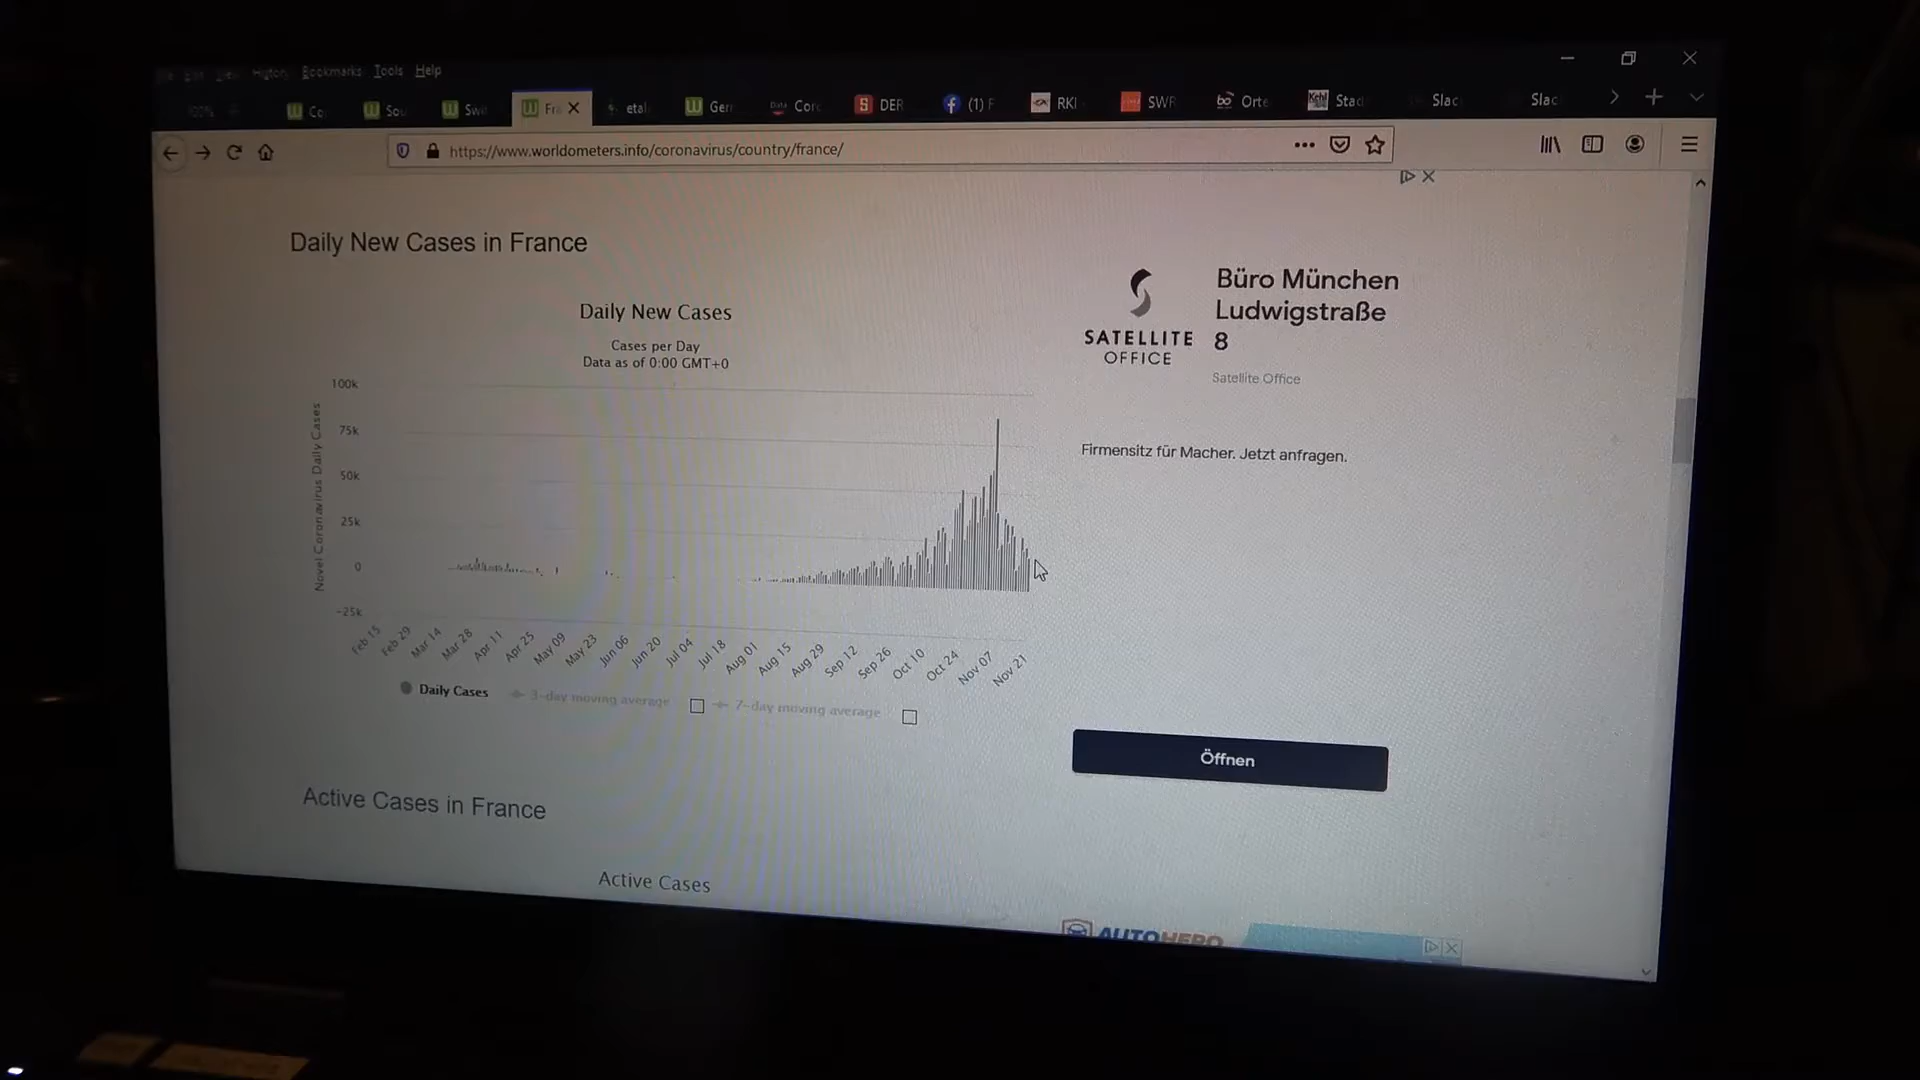 History Bookmarks Tools Help
Co Sou Swi Fra etal Ger Cor DER (1) F RKI SWR Orte Stad Slac Slac
https://www.worldometers.info/coronavirus/country/france/
Daily New Cases in France
Daily New Cases
Cases per Day
Data as of 0:00 GMT+0
Novel Coronavirus Daily Cases
100k
75k
50k
25k
0
-25k
Feb 15 Feb 29 Mar 14 Mar 28 Apr 11 Apr 25 May 09 May 23 Jun 06 Jun 20 Jul 04 Jul 18 Aug 01 Aug 15 Aug 29 Sep 12 Sep 26 Oct 10 Oct 24 Nov 07 Nov 21
Daily Cases 3-day moving average 7-day moving average
Active Cases in France
Active Cases
SATELLITE
OFFICE
Büro München
Ludwigstraße
8
Satellite Office
Firmensitz für Macher. Jetzt anfragen.
Öffnen
AUTOHERO